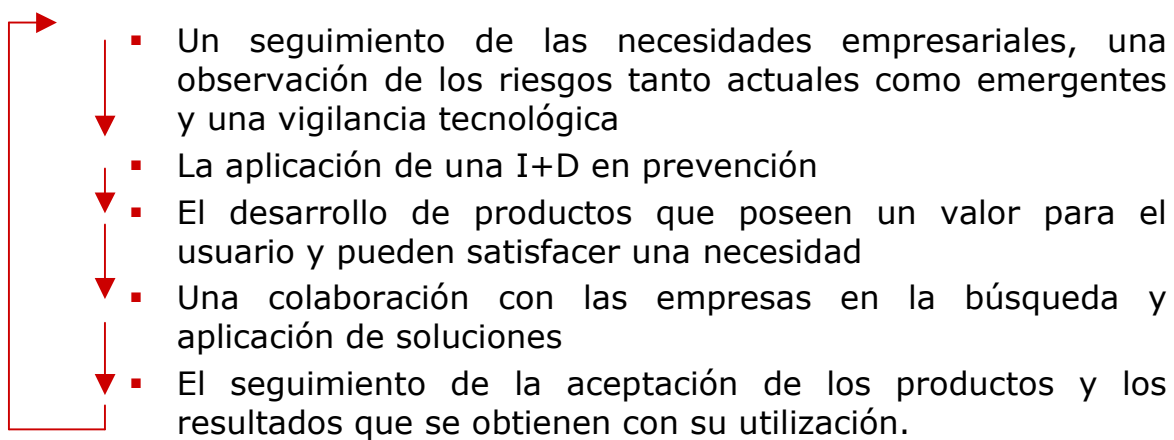 ▪ Un seguimiento de las necesidades empresariales, una
observación de los riesgos tanto actuales como emergentes
y una vigilancia tecnológica
▪ La aplicación de una I+D en prevención
▪ El desarrollo de productos que poseen un valor para el
usuario y pueden satisfacer una necesidad
▪ Una colaboración con las empresas en la búsqueda y
aplicación de soluciones
▪ El seguimiento de la aceptación de los productos y los
resultados que se obtienen con su utilización.